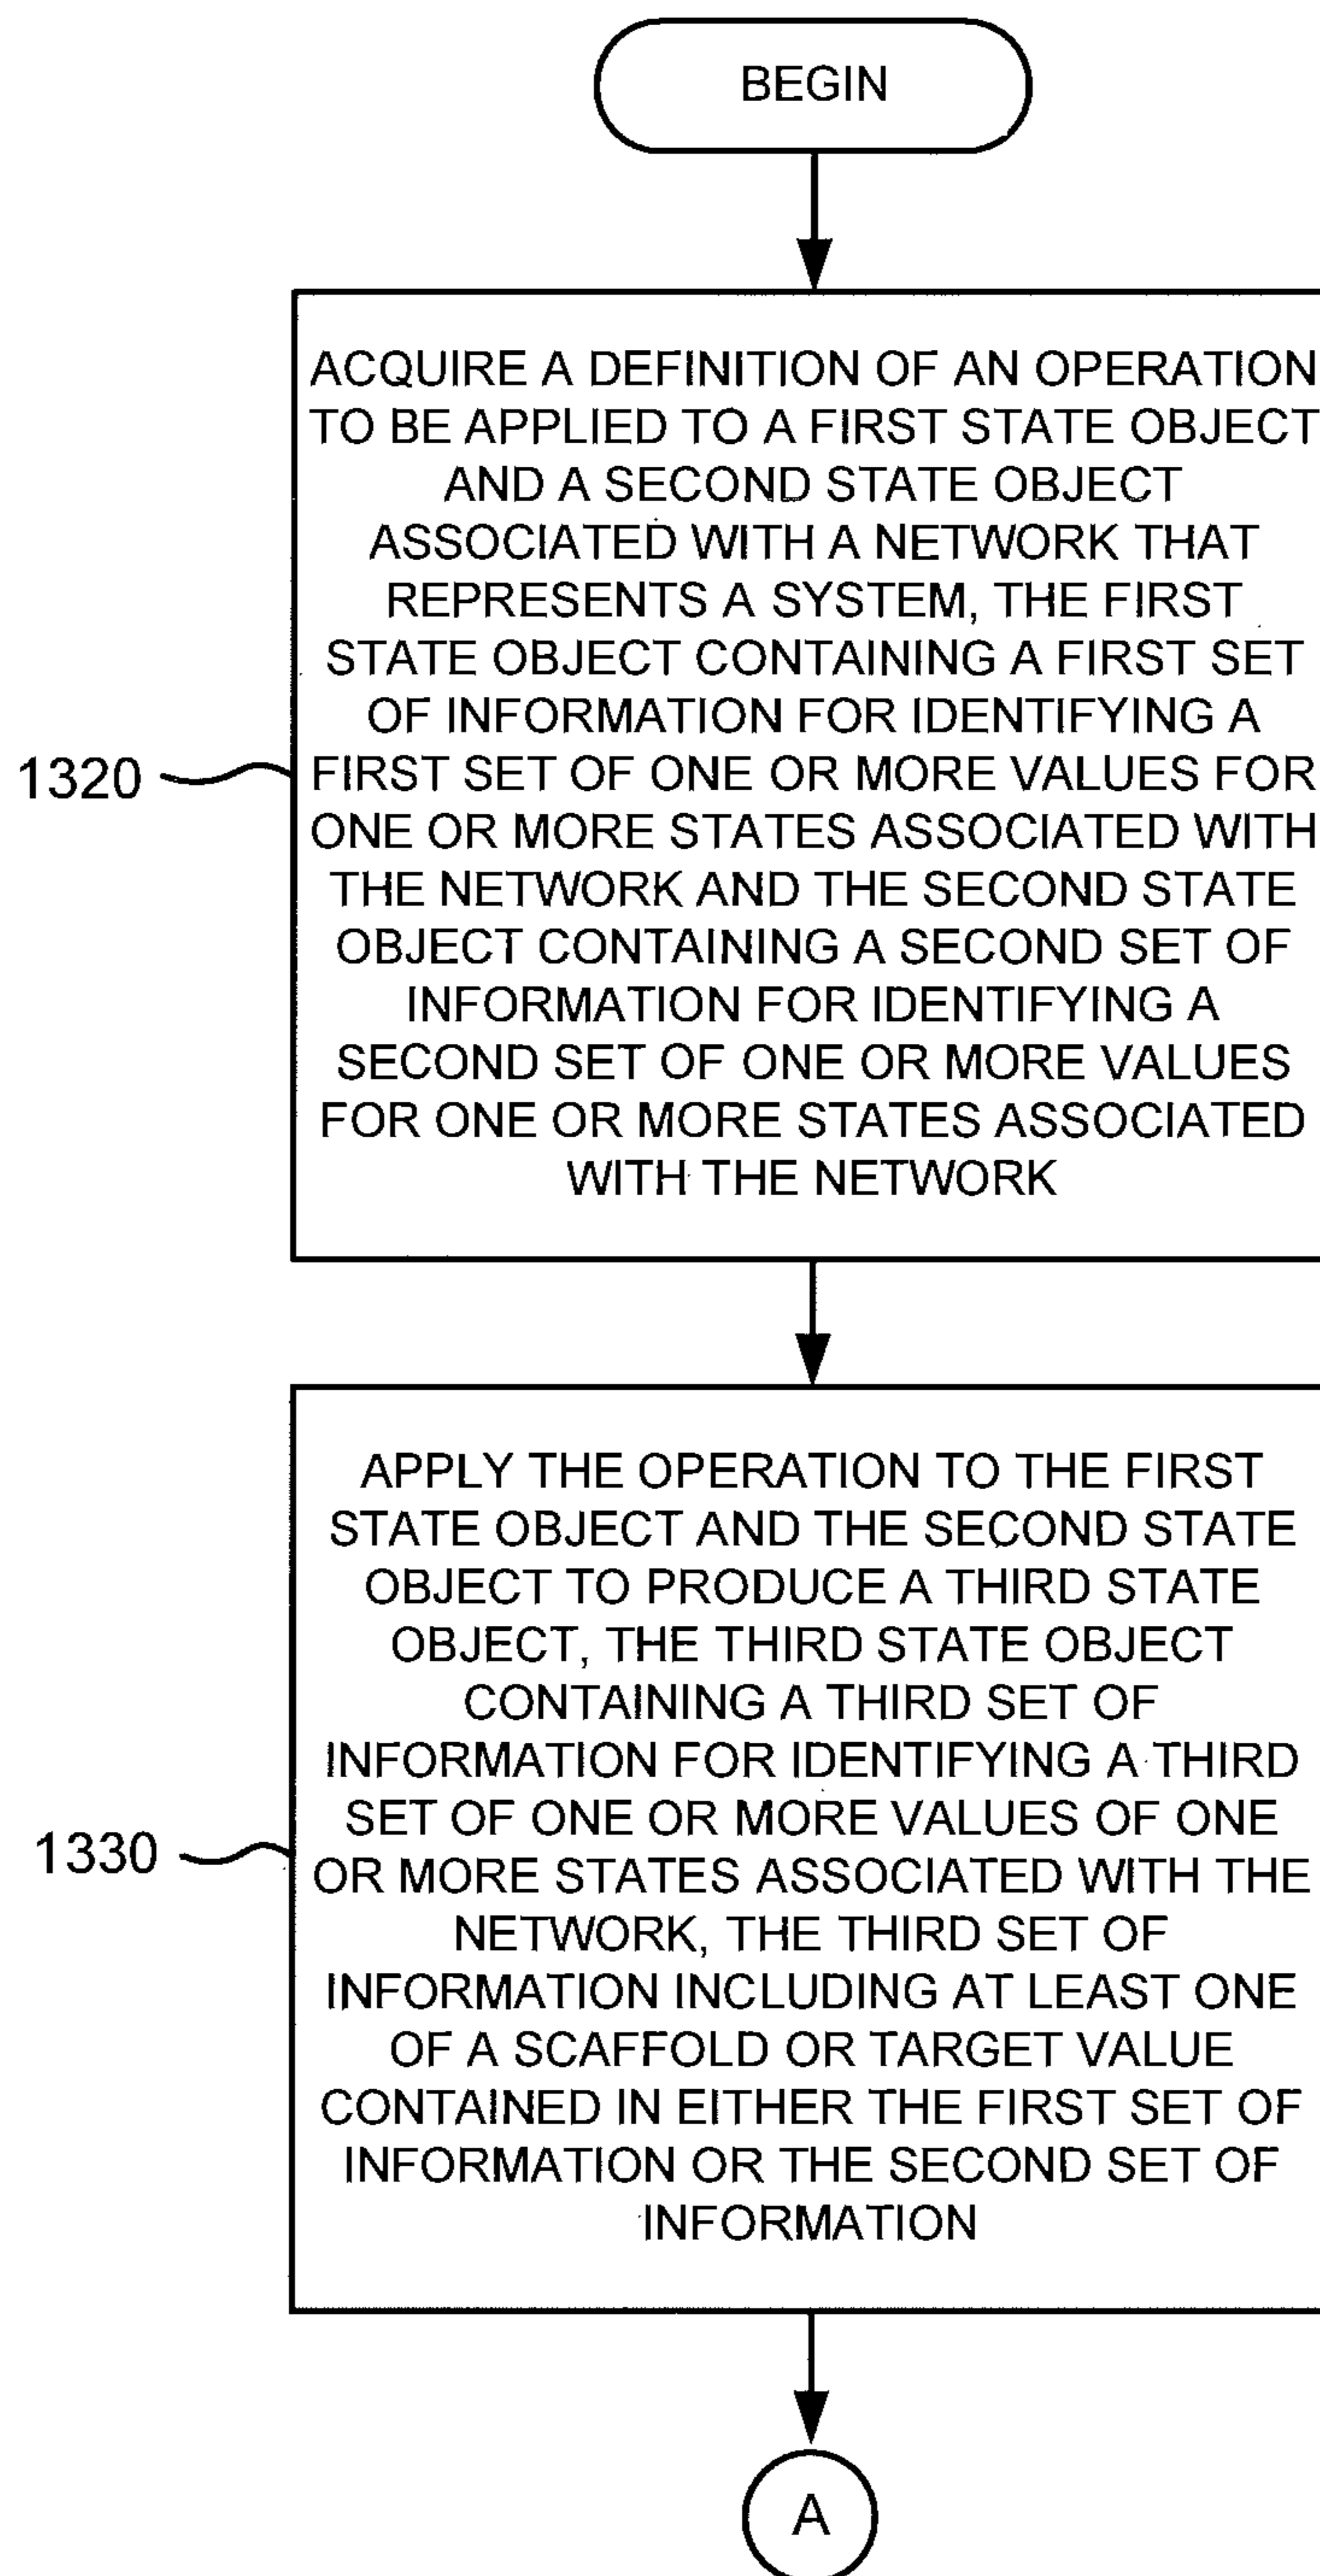 BEGIN
ACQUIRE A DEFINITION OF AN OPERATION
TO BE APPLIED TO A FIRST STATE OBJECT
AND A SECOND STATE OBJECT
ASSOCIATED WITH A NETWORK THAT
REPRESENTS A SYSTEM, THE FIRST
STATE OBJECT CONTAINING A FIRST SET
OF INFORMATION FOR IDENTIFYING A
1320
FIRST SET OF ONE OR MORE VALUES FOR
ONE OR MORE STATES ASSOCIATED WITH
THE NETWORK AND THE SECOND STATE
OBJECT CONTAINING A SECOND SET OF
INFORMATION FOR IDENTIFYING A
SECOND SET OF ONE OR MORE VALUES
FOR ONE OR MORE STATES ASSOCIATED
WITH THE NETWORK
APPLY THE OPERATION TO THE FIRST
STATE OBJECT AND THE SECOND STATE
OBJECT TO PRODUCE A THIRD STATE
OBJECT, THE THIRD STATE OBJECT
CONTAINING A THIRD SET OF
INFORMATION FOR IDENTIFYING A THIRD
SET OF ONE OR MORE VALUES OF ONE
1330
OR MORE STATES ASSOCIATED WITH THE
NETWORK, THE THIRD SET OF
INFORMATION INCLUDING AT LEAST ONE
OF A SCAFFOLD OR TARGET VALUE
CONTAINED IN EITHER THE FIRST SET OF
INFORMATION OR THE SECOND SET OF
INFORMATION
A